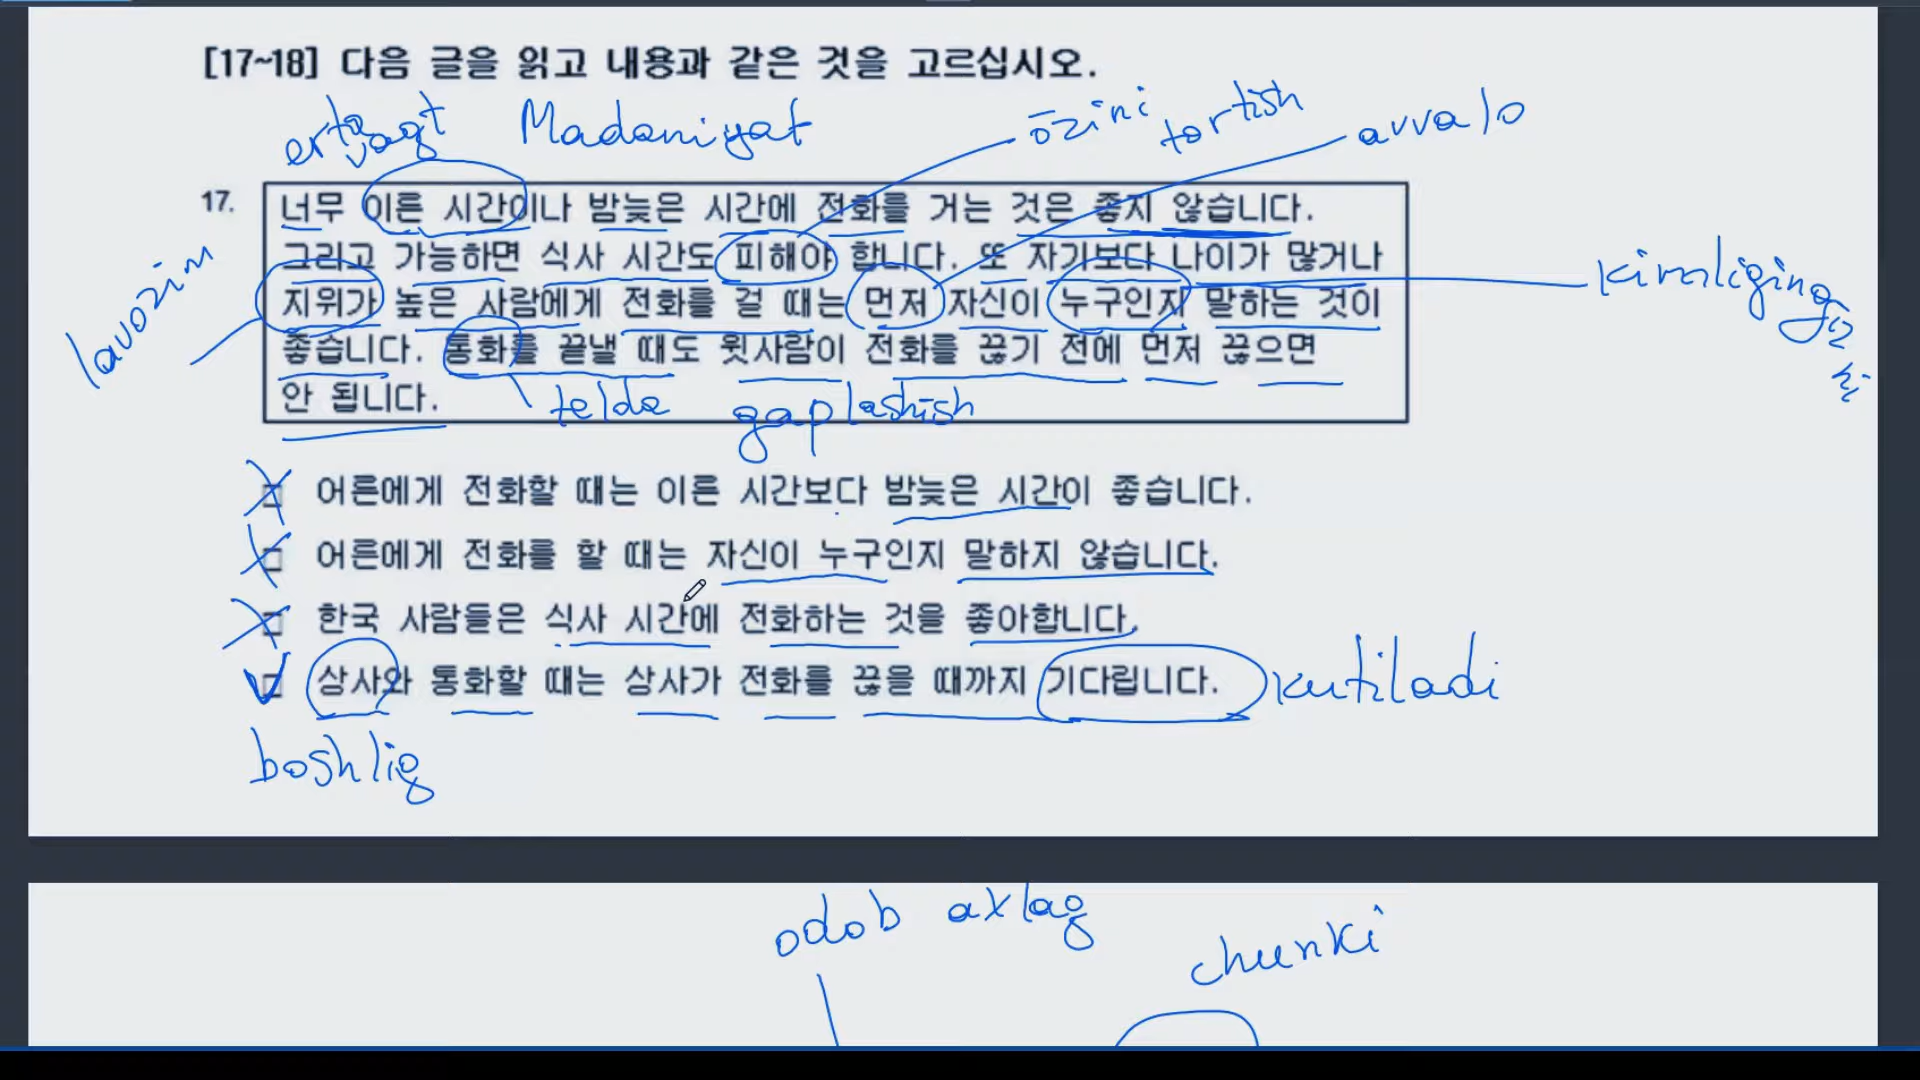 [17~18] 다음 글을 읽고 내용과 같은 것을 고르십시오.
ertá vaqt Madaniyat ōzini tortish avvalo
17. 너무 이른 시간이나 밤늦은 시간에 전화를 거는 것은 좋지 않습니다.
그리고 가능하면 식사 시간도 피해야 합니다. 또 자기보다 나이가 많거나
지위가 높은 사람에게 전화를 걸 때는 먼저 자신이 누구인지 말하는 것이
좋습니다. 통화를 끝낼 때도 윗사람이 전화를 끊기 전에 먼저 끊으면
안 됩니다.
lavozim
telda gaplashish
□ 어른에게 전화할 때는 이른 시간보다 밤늦은 시간이 좋습니다.
□ 어른에게 전화를 할 때는 자신이 누구인지 말하지 않습니다.
□ 한국 사람들은 식사 시간에 전화하는 것을 좋아합니다.
□ 상사와 통화할 때는 상사가 전화를 끊을 때까지 기다립니다. kutiladi
boshlig
odob axlag
chunki